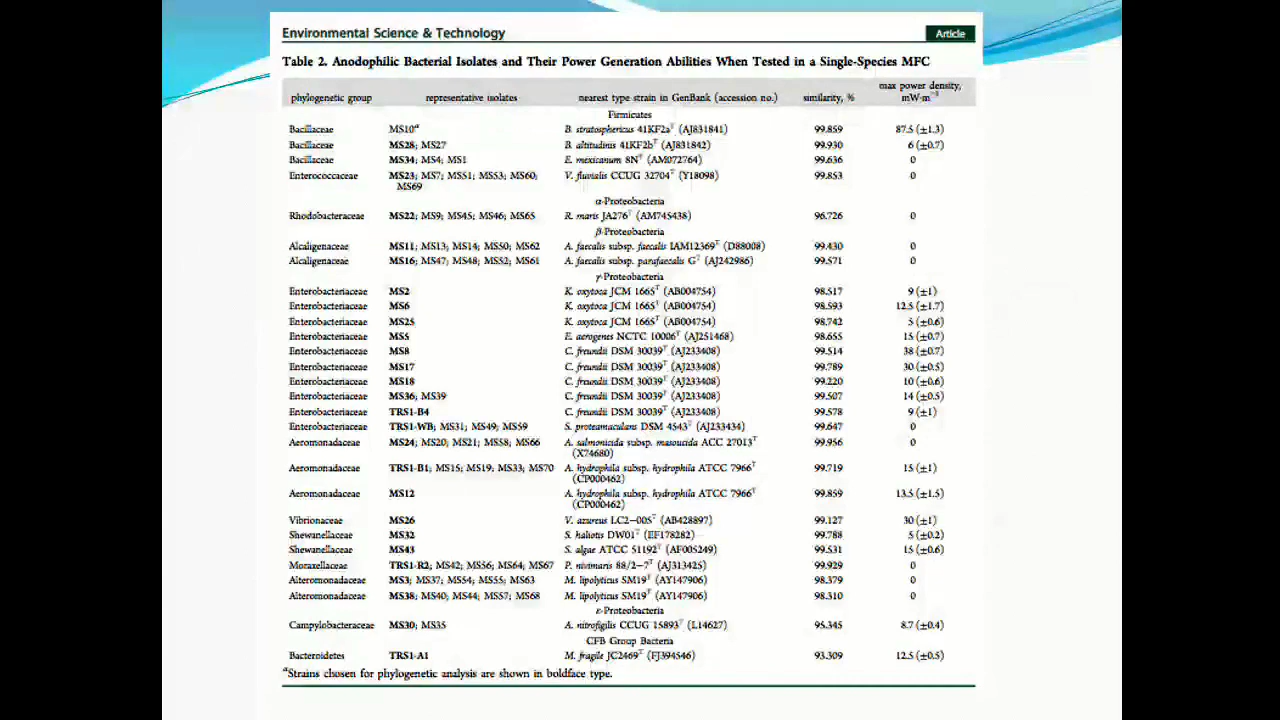 Environmental Science & Technology Article
Table 2. Anodophilic Bacterial Isolates and Their Power Generation Abilities When Tested in a Single-Species MFC
phylogenetic group representative isolates nearest type strain in GenBank (accession no.) similarity, % max power density, mW·m⁻³
Firmicutes
Bacillaceae MS10ᵃ B. stratosphericus 41KF2aᵀ (AJ831841) 99.859 87.5 (±1.3)
Bacillaceae MS28; MS27 B. altitudinis 41KF2bᵀ (AJ831842) 99.930 6 (±0.7)
Bacillaceae MS34; MS4; MS1 E. mexicanum 8Nᵀ (AM072764) 99.636 0
Enterococcaceae MS23; MS7; MS51; MS53; MS60; V. fluvialis CCUG 32704ᵀ (Y18098) 99.853 0
MS69
α-Proteobacteria
Rhodobacteraceae MS22; MS9; MS45; MS46; MS65 R. maris JA276ᵀ (AM745438) 96.726 0
β-Proteobacteria
Alcaligenaceae MS11; MS13; MS14; MS50; MS62 A. faecalis subsp. faecalis IAM12369ᵀ (D88008) 99.430 0
Alcaligenaceae MS16; MS47; MS48; MS52; MS61 A. faecalis subsp. parafaecalis Gᵀ (AJ242986) 99.571 0
γ-Proteobacteria
Enterobacteriaceae MS2 K. oxytoca JCM 1665ᵀ (AB004754) 98.517 9 (±1)
Enterobacteriaceae MS6 K. oxytoca JCM 1665ᵀ (AB004754) 98.593 12.5 (±1.7)
Enterobacteriaceae MS25 K. oxytoca JCM 1665ᵀ (AB004754) 98.742 5 (±0.6)
Enterobacteriaceae MS5 E. aerogenes NCTC 10006ᵀ (AJ251468) 98.655 15 (±0.7)
Enterobacteriaceae MS8 C. freundii DSM 30039ᵀ (AJ233408) 99.514 38 (±0.7)
Enterobacteriaceae MS17 C. freundii DSM 30039ᵀ (AJ233408) 99.789 30 (±0.5)
Enterobacteriaceae MS18 C. freundii DSM 30039ᵀ (AJ233408) 99.220 10 (±0.6)
Enterobacteriaceae MS36; MS39 C. freundii DSM 30039ᵀ (AJ233408) 99.507 14 (±0.5)
Enterobacteriaceae TRS1-B4 C. freundii DSM 30039ᵀ (AJ233408) 99.578 9 (±1)
Enterobacteriaceae TRS1-WB; MS31; MS49; MS59 S. proteamaculans DSM 4543ᵀ (AJ233434) 99.647 0
Aeromonadaceae MS24; MS20; MS21; MS58; MS66 A. salmonicida subsp. masoucida ACC 27013ᵀ 99.956 0
(X74680)
Aeromonadaceae TRS1-B1; MS15; MS19; MS33; MS70 A. hydrophila subsp. hydrophila ATCC 7966ᵀ 99.719 15 (±1)
(CP000462)
Aeromonadaceae MS12 A. hydrophila subsp. hydrophila ATCC 7966ᵀ 99.859 13.5 (±1.5)
(CP000462)
Vibrionaceae MS26 V. azureus LC2−005ᵀ (AB428897) 99.127 30 (±1)
Shewanellaceae MS32 S. haliotis DW01ᵀ (EF178282) 99.788 5 (±0.2)
Shewanellaceae MS43 S. algae ATCC 51192ᵀ (AF005249) 99.531 15 (±0.6)
Moraxellaceae TRS1-R2; MS42; MS56; MS64; MS67 P. nivimaris 88/2−7ᵀ (AJ313425) 99.929 0
Alteromonadaceae MS3; MS37; MS54; MS55; MS63 M. lipolyticus SM19ᵀ (AY147906) 98.379 0
Alteromonadaceae MS38; MS40; MS44; MS57; MS68 M. lipolyticus SM19ᵀ (AY147906) 98.310 0
ε-Proteobacteria
Campylobacteraceae MS30; MS35 A. nitrofigilis CCUG 15893ᵀ (L14627) 95.345 8.7 (±0.4)
CFB Group Bacteria
Bacteroidetes TRS1-A1 M. fragile JC2469ᵀ (FJ394546) 93.309 12.5 (±0.5)
ᵃStrains chosen for phylogenetic analysis are shown in boldface type.